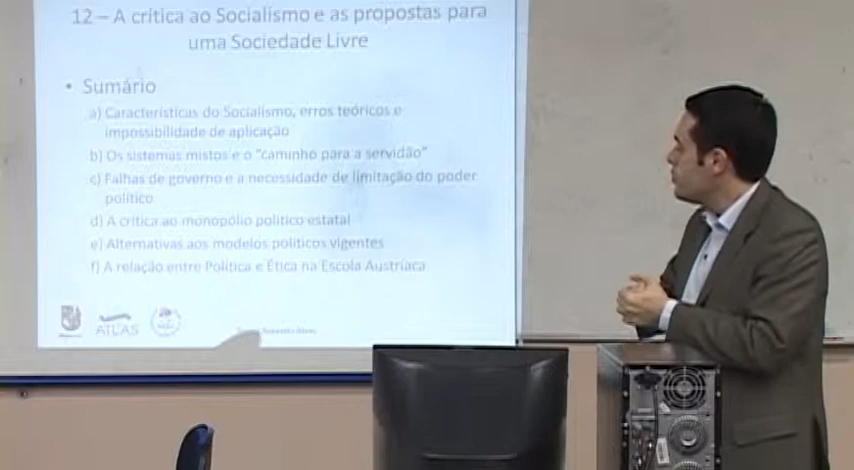 12 – A crítica ao Socialismo e as propostas para
uma Sociedade Livre
• Sumário
a) Características do Socialismo, erros teóricos e
impossibilidade de aplicação
b) Os sistemas mistos e o "caminho para a servidão"
c) Falhas de governo e a necessidade de limitação do poder
político
d) A crítica ao monopólio político estatal
e) Alternativas aos modelos políticos vigentes
f) A relação entre Política e Ética na Escola Austríaca
ATLAS